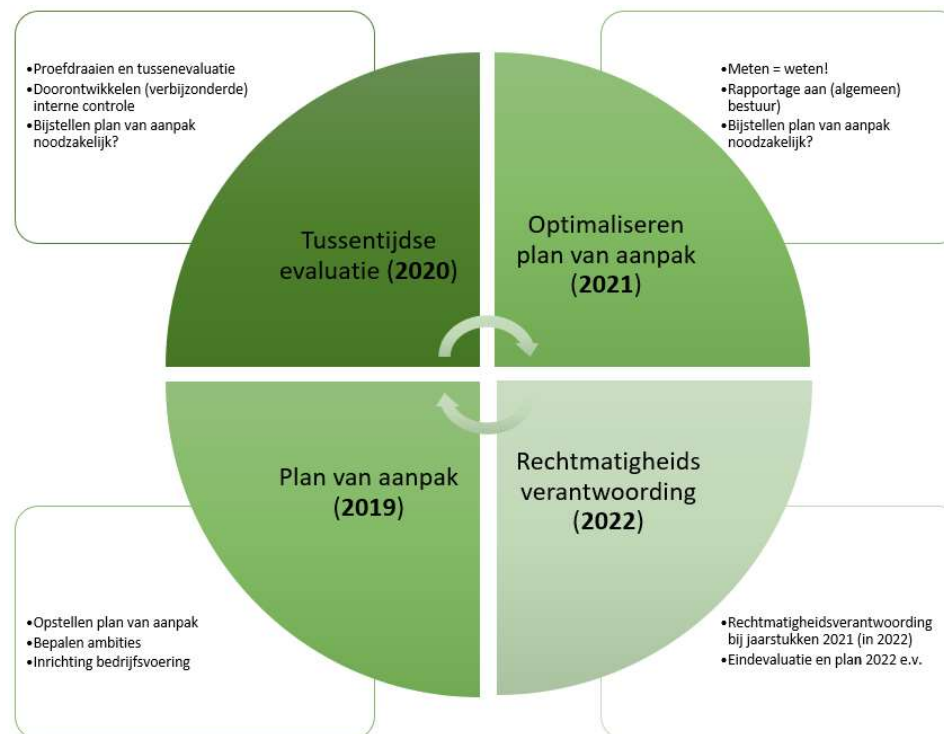 •Proefdraaien en tussenevaluatie
•Doorontwikkelen (verbijzonderde)
interne controle
•Bijstellen plan van aanpak
noodzakelijk?
•Meten = weten!
•Rapportage aan (algemeen)
bestuur)
•Bijstellen plan van aanpak
noodzakelijk?
Tussentijdse
evaluatie (2020)
Optimaliseren
plan van aanpak
(2021)
Plan van aanpak
(2019)
Rechtmatigheids
verantwoording
(2022)
•Opstellen plan van aanpak
•Bepalen ambities
•Inrichting bedrijfsvoering
•Rechtmatigheidsverantwoording
bij jaarstukken 2021 (in 2022)
•Eindevaluatie en plan 2022 e.v.